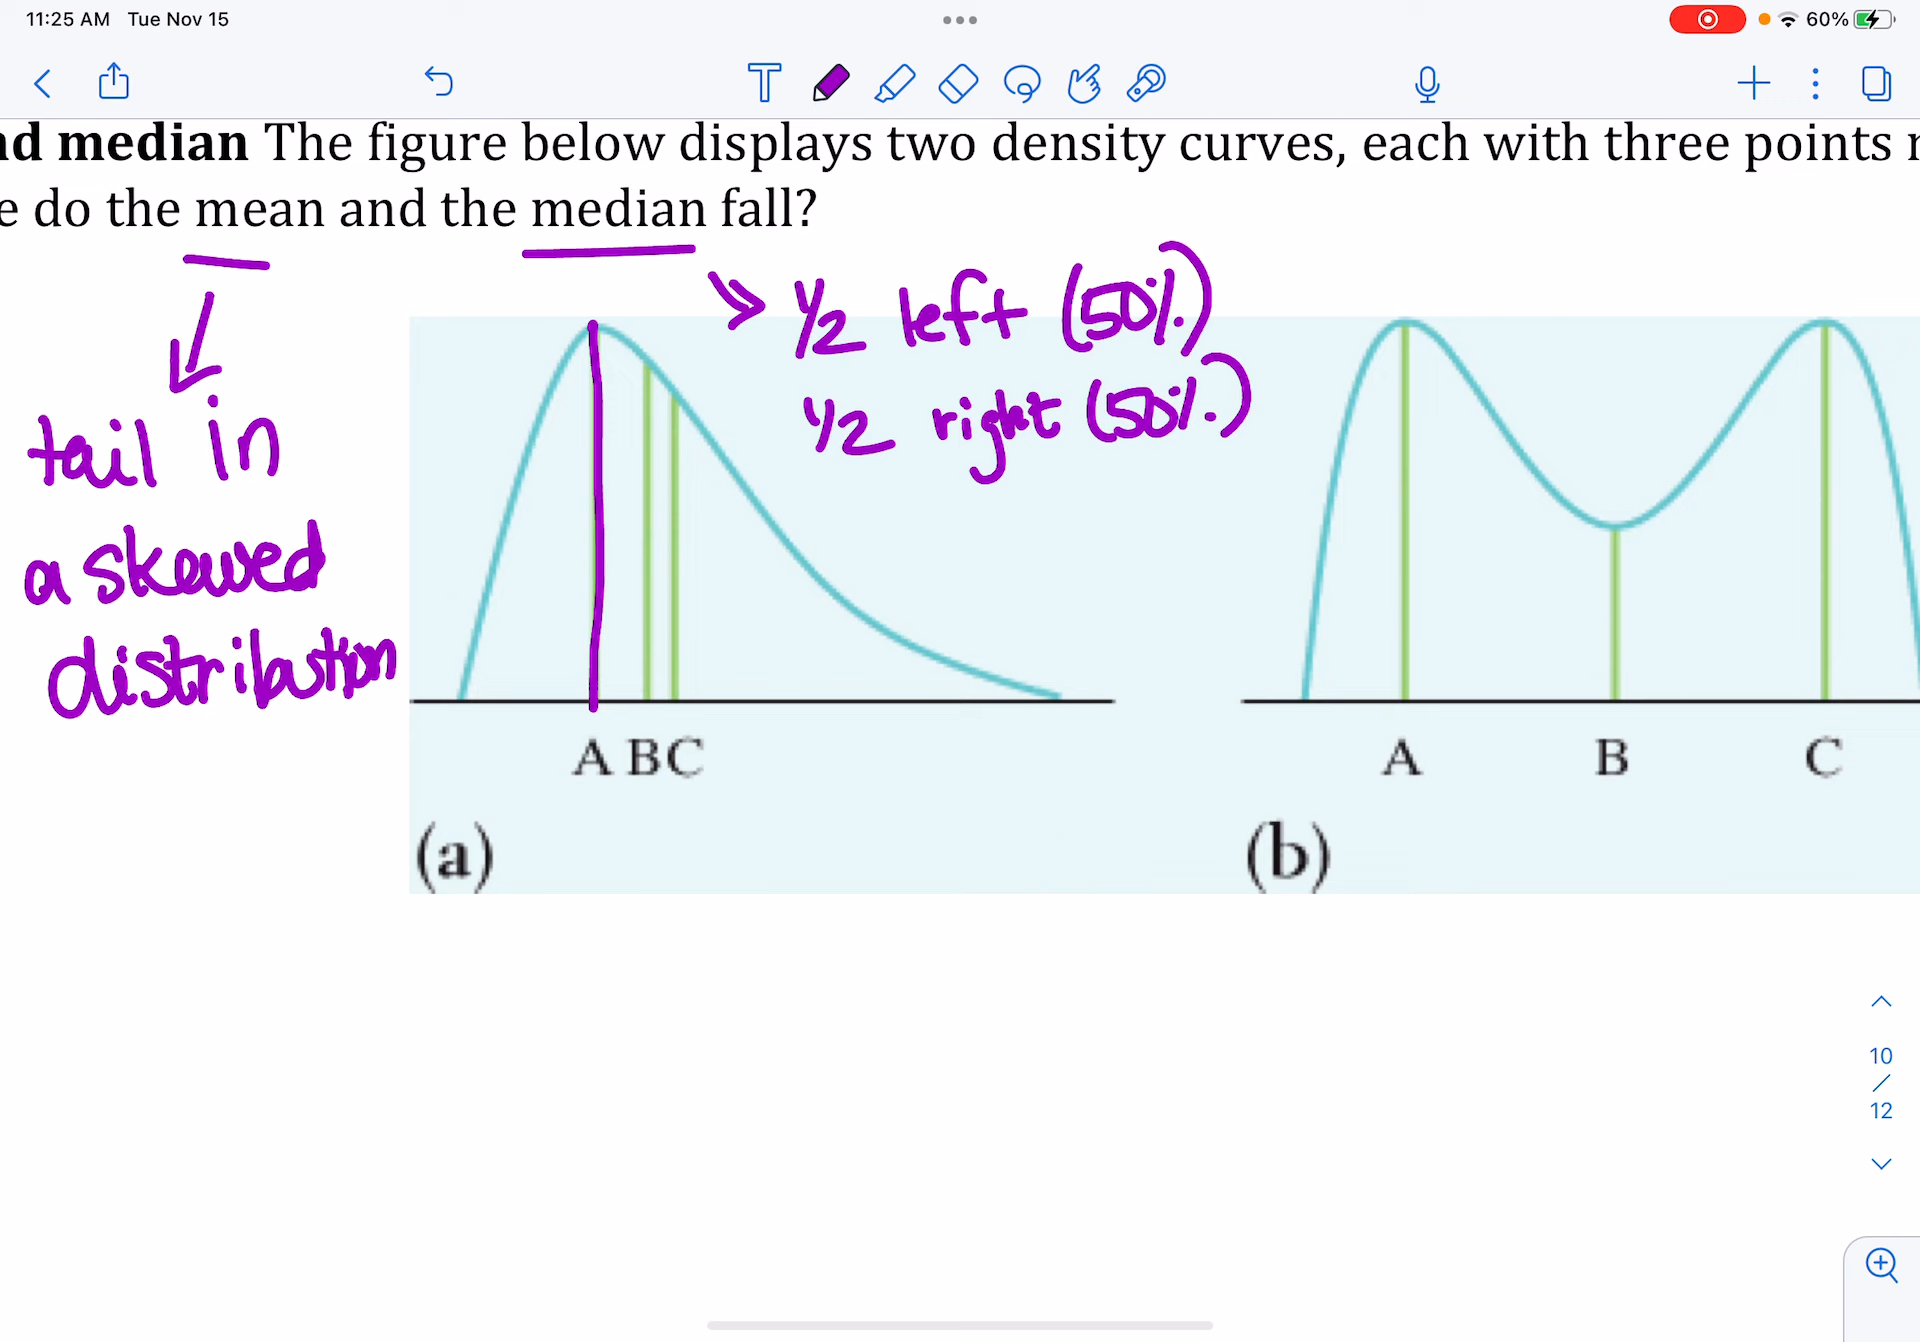 11:25 AM Tue Nov 15
60%
nd median The figure below displays two density curves, each with three points
e do the mean and the median fall?
1/2 left (50%)
1/2 right (50%)
tail in
a skewed
distribution
A B C
A B C
(a)
(b)
10
/
12